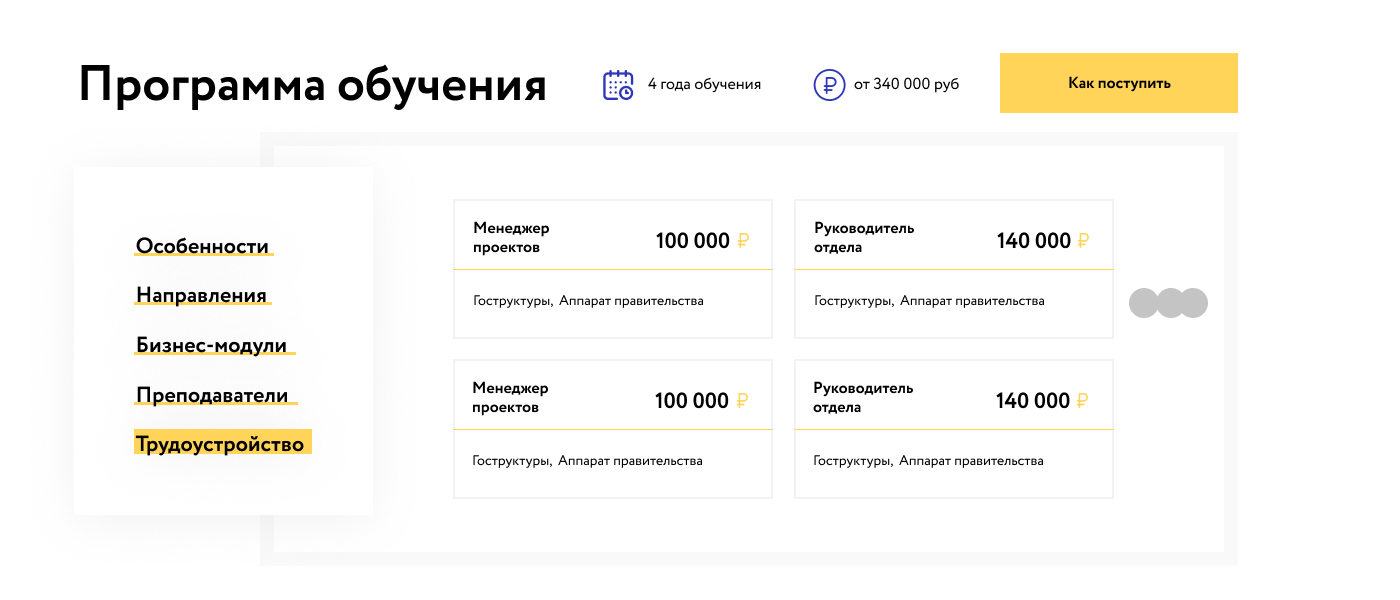 Программа обучения
4 года обучения
от 340 000 руб
Как поступить
Особенности
Направления
Бизнес-модули
Преподаватели
Трудоустройство
Менеджер
проектов
100 000 ₽
Гоструктуры, Аппарат правительства
Руководитель
отдела
140 000 ₽
Гоструктуры, Аппарат правительства
Менеджер
проектов
100 000 ₽
Гоструктуры, Аппарат правительства
Руководитель
отдела
140 000 ₽
Гоструктуры, Аппарат правительства